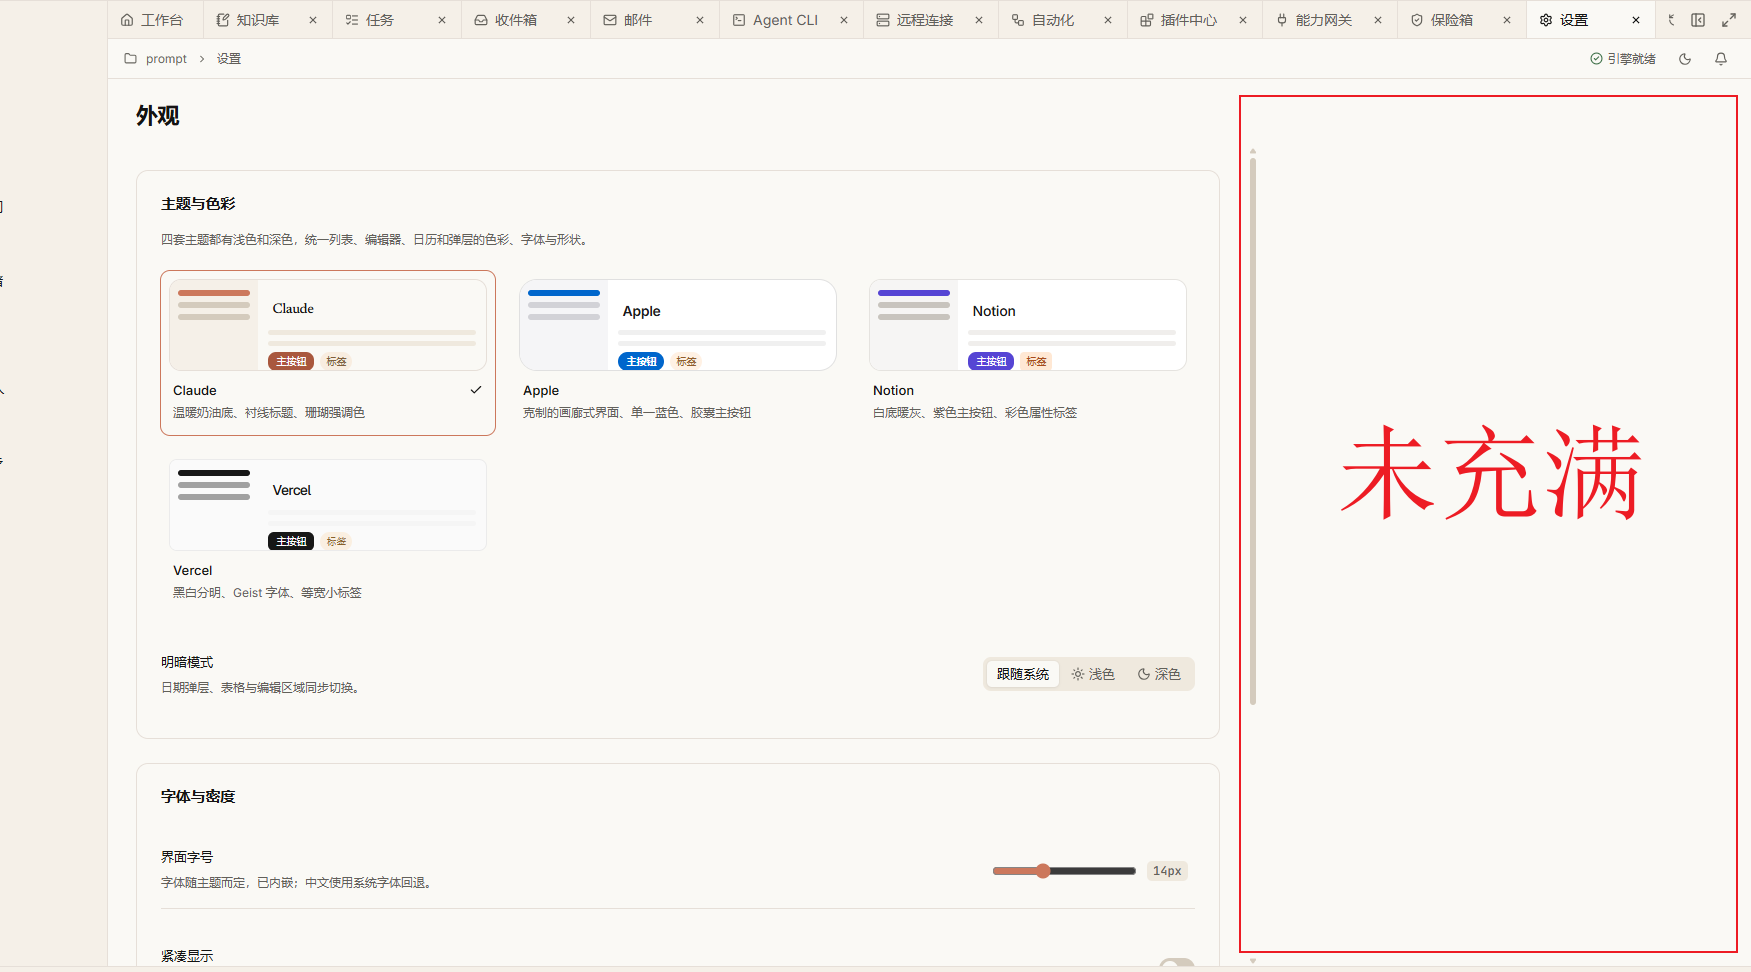 工作台 知识库 任务 收件箱 邮件 Agent CLI 远程连接 自动化 插件中心 能力网关 保险箱 设置
prompt > 设置 引擎就绪
外观
主题与色彩
四套主题都有浅色和深色，统一列表、编辑器、日历和弹层的色彩、字体与形状。
Claude
主按钮 标签
Claude
温暖奶油底、衬线标题、珊瑚强调色
Apple
主按钮 标签
Apple
克制的画廊式界面、单一蓝色、胶囊主按钮
Notion
主按钮 标签
Notion
白底暖灰、紫色主按钮、彩色属性标签
Vercel
主按钮 标签
Vercel
黑白分明、Geist 字体、等宽小标签
明暗模式
日期弹层、表格与编辑区域同步切换。
跟随系统 浅色 深色
字体与密度
界面字号
字体随主题而定，已内嵌；中文使用系统字体回退。
14px
紧凑显示
未充满